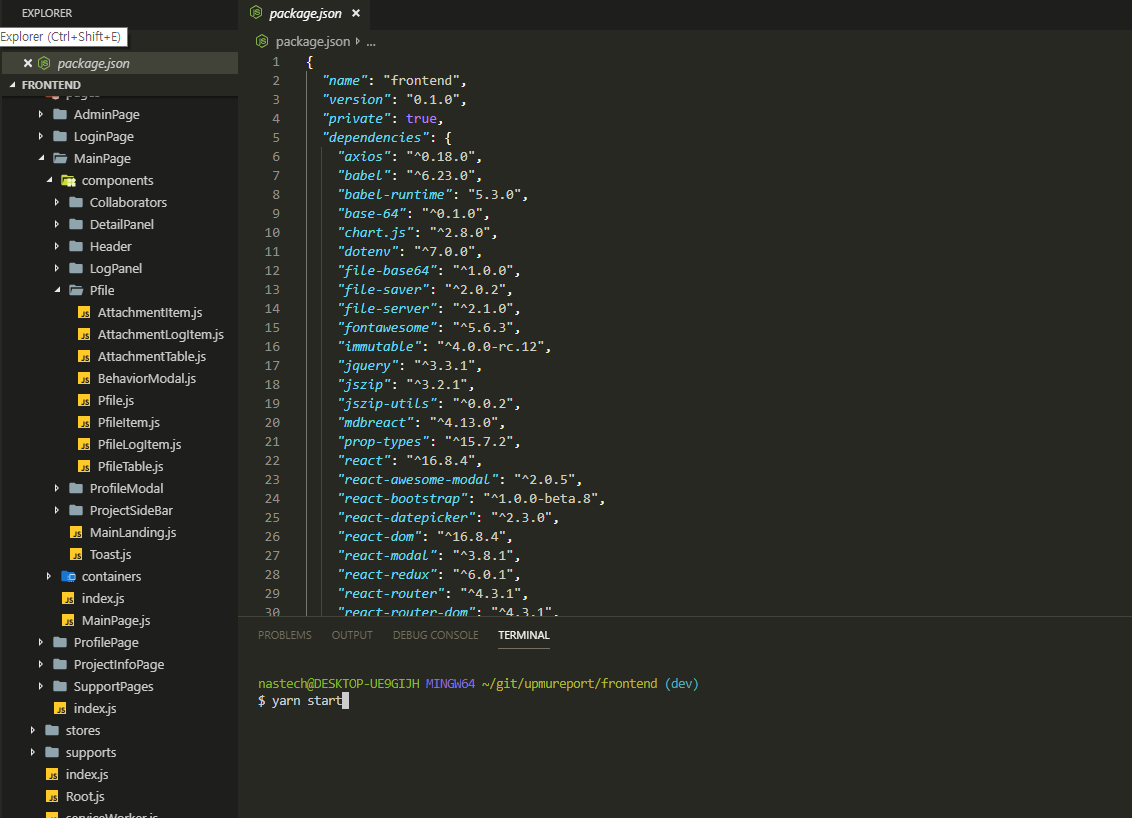 EXPLORER
Explorer (Ctrl+Shift+E)
package.json
FRONTEND
pages
AdminPage
LoginPage
MainPage
components
Collaborators
DetailPanel
Header
LogPanel
Pfile
AttachmentItem.js
AttachmentLogItem.js
AttachmentTable.js
BehaviorModal.js
Pfile.js
PfileItem.js
PfileLogItem.js
PfileTable.js
ProfileModal
ProjectSideBar
MainLanding.js
Toast.js
containers
index.js
MainPage.js
ProfilePage
ProjectInfoPage
SupportPages
index.js
stores
supports
index.js
Root.js
serviceWorker.js
package.json
package.json ...
1 {
2 "name": "frontend",
3 "version": "0.1.0",
4 "private": true,
5 "dependencies": {
6 "axios": "^0.18.0",
7 "babel": "^6.23.0",
8 "babel-runtime": "5.3.0",
9 "base-64": "^0.1.0",
10 "chart.js": "^2.8.0",
11 "dotenv": "^7.0.0",
12 "file-base64": "^1.0.0",
13 "file-saver": "^2.0.2",
14 "file-server": "^2.1.0",
15 "fontawesome": "^5.6.3",
16 "immutable": "^4.0.0-rc.12",
17 "jquery": "^3.3.1",
18 "jszip": "^3.2.1",
19 "jszip-utils": "^0.0.2",
20 "mdbreact": "^4.13.0",
21 "prop-types": "^15.7.2",
22 "react": "^16.8.4",
23 "react-awesome-modal": "^2.0.5",
24 "react-bootstrap": "^1.0.0-beta.8",
25 "react-datepicker": "^2.3.0",
26 "react-dom": "^16.8.4",
27 "react-modal": "^3.8.1",
28 "react-redux": "^6.0.1",
29 "react-router": "^4.3.1",
30 "react-router-dom": "^4.3.1",
PROBLEMS OUTPUT DEBUG CONSOLE TERMINAL
nastech@DESKTOP-UE9GIJH MINGW64 ~/git/upmureport/frontend (dev)
$ yarn start